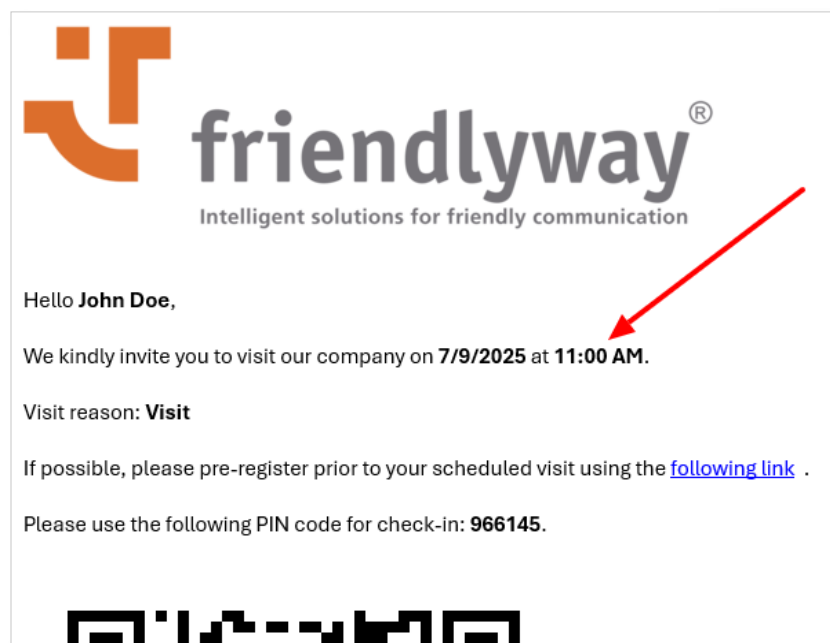 friendlyway®
Intelligent solutions for friendly communication
Hello John Doe,
We kindly invite you to visit our company on 7/9/2025 at 11:00 AM.
Visit reason: Visit
If possible, please pre-register prior to your scheduled visit using the following link .
Please use the following PIN code for check-in: 966145.